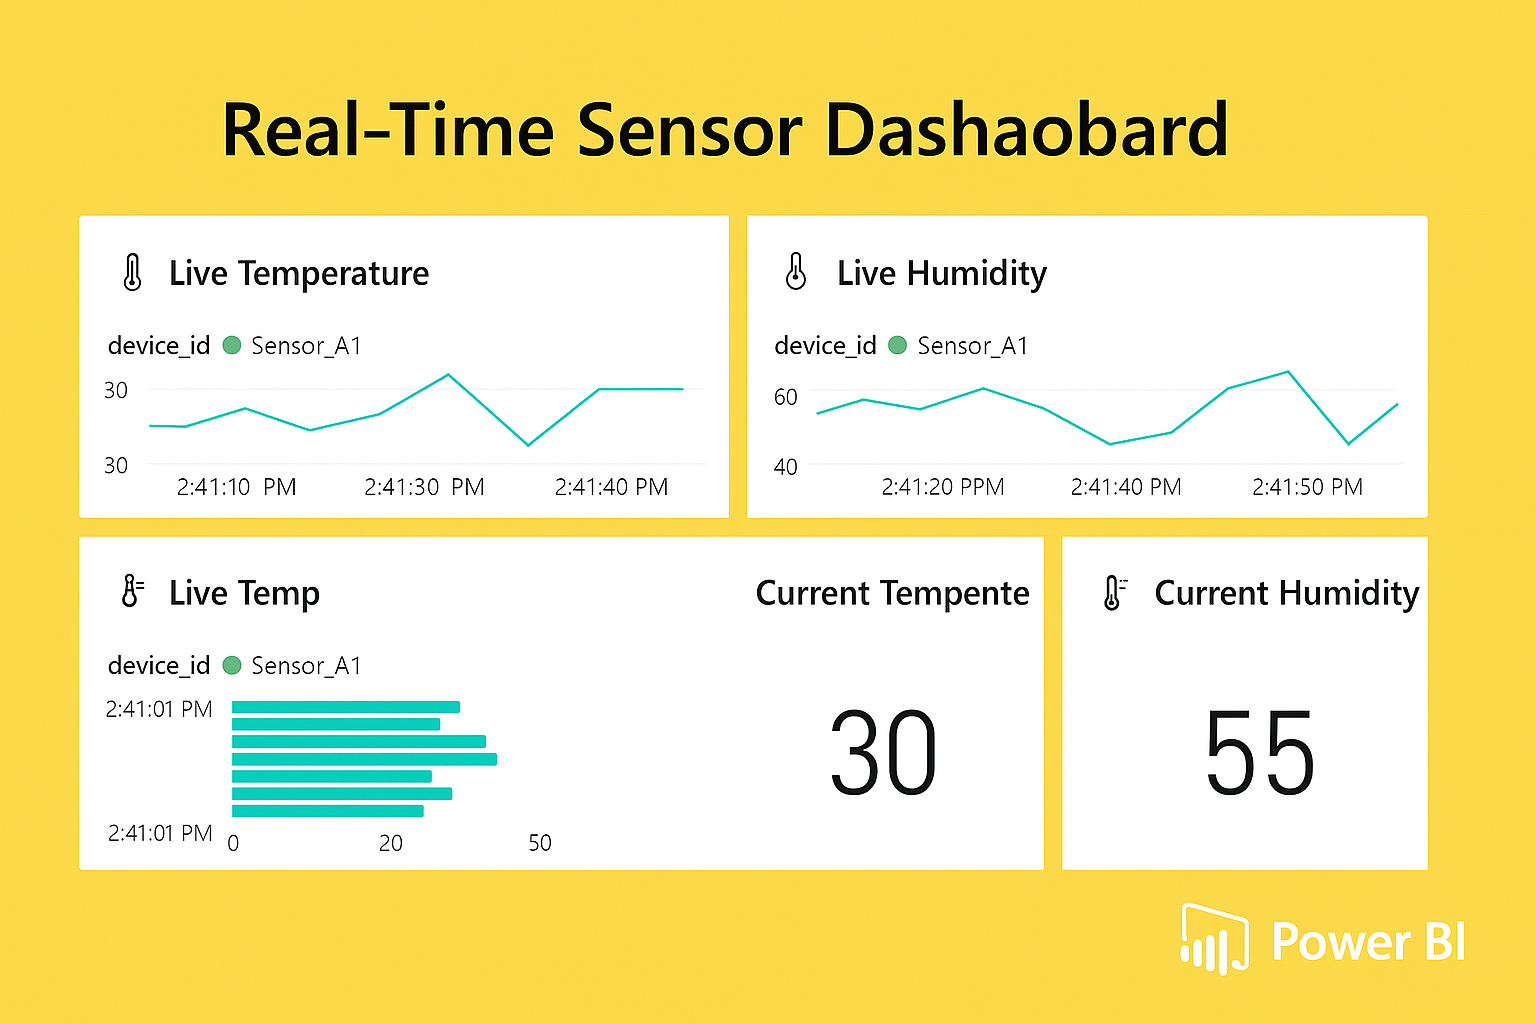 Real-Time Sensor Dashaobard
Live Temperature
device_id Sensor_A1
30
30
2:41:10 PM 2:41:30 PM 2:41:40 PM
Live Humidity
device_id Sensor_A1
60
40
2:41:20 PPM 2:41:40 PM 2:41:50 PM
Live Temp
device_id Sensor_A1
2:41:01 PM
2:41:01 PM
0 20 50
Current Tempente
30
Current Humidity
55
Power BI